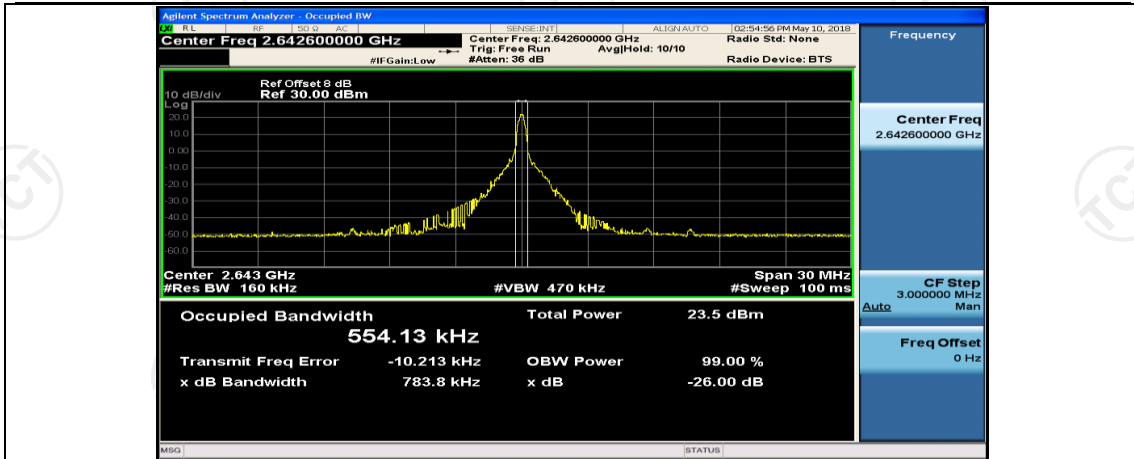 Agilent Spectrum Analyzer - Occupied BW
LXI RL RF 50 Ω AC SENSE:INT ALIGN AUTO 02:54:56 PM May 10, 2018
Center Freq 2.642600000 GHz
Center Freq: 2.642600000 GHz
Radio Std: None
Trig: Free Run Avg|Hold: 10/10
#IFGain:Low
#Atten: 36 dB
Radio Device: BTS
Ref Offset 8 dB
10 dB/div Ref 30.00 dBm
Log
20.0
10.0
0.00
-10.0
-20.0
-30.0
-40.0
-50.0
-60.0
Center 2.643 GHz
Span 30 MHz
#Res BW 160 kHz
#VBW 470 kHz
#Sweep 100 ms
Occupied Bandwidth
Total Power 23.5 dBm
554.13 kHz
Transmit Freq Error -10.213 kHz
OBW Power 99.00 %
x dB Bandwidth 783.8 kHz
x dB -26.00 dB
MSG
STATUS
Frequency
Center Freq
2.642600000 GHz
CF Step
3.000000 MHz
Auto Man
Freq Offset
0 Hz
TCT
TCT